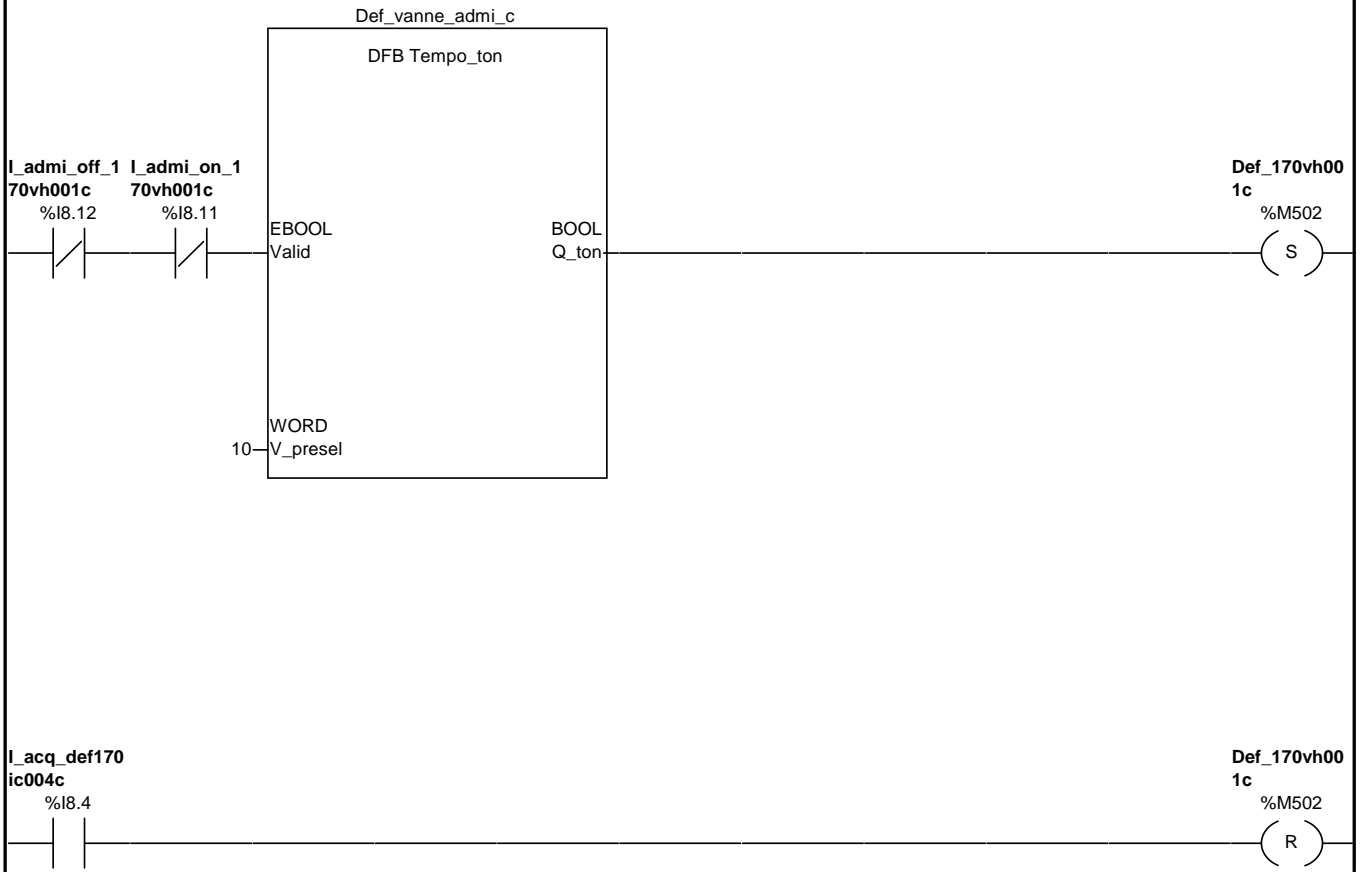 Def_vanne_admi_c
DFB Tempo_ton
I_admi_off_1 I_admi_on_1
70vh001c 70vh001c
%I8.12 %I8.11
EBOOL
Valid
BOOL
Q_ton
Def_170vh00
1c
%M502
S
WORD
10 V_presel
I_acq_def170
ic004c
%I8.4
Def_170vh00
1c
%M502
R